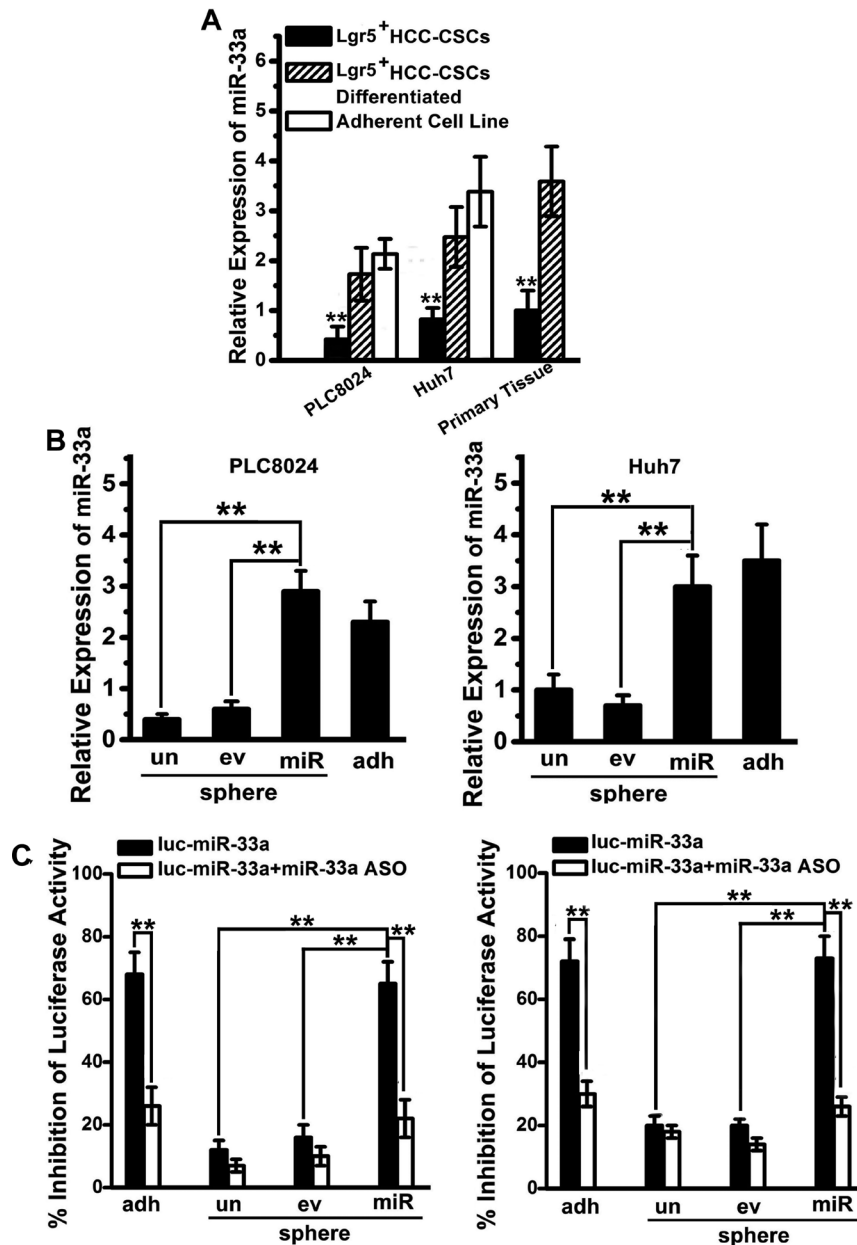 A
Lgr5+HCC-CSCs
Lgr5+HCC-CSCs
Differentiated
Adherent Cell Line
Relative Expression of miR-33a
6
5
4
3
2
1
0
**
**
**
PLC8024
Huh7
Primary Tissue
B
PLC8024
Relative Expression of miR-33a
5
4
3
2
1
0
**
**
un
ev
miR
adh
sphere
Huh7
Relative Expression of miR-33a
5
4
3
2
1
0
**
**
un
ev
miR
adh
sphere
C
luc-miR-33a
luc-miR-33a+miR-33a ASO
% Inhibition of Luciferase Activity
100
80
60
40
20
0
**
**
**
**
adh
un
ev
miR
sphere
luc-miR-33a
luc-miR-33a+miR-33a ASO
% Inhibition of Luciferase Activity
100
80
60
40
20
0
**
**
**
**
adh
un
ev
miR
sphere